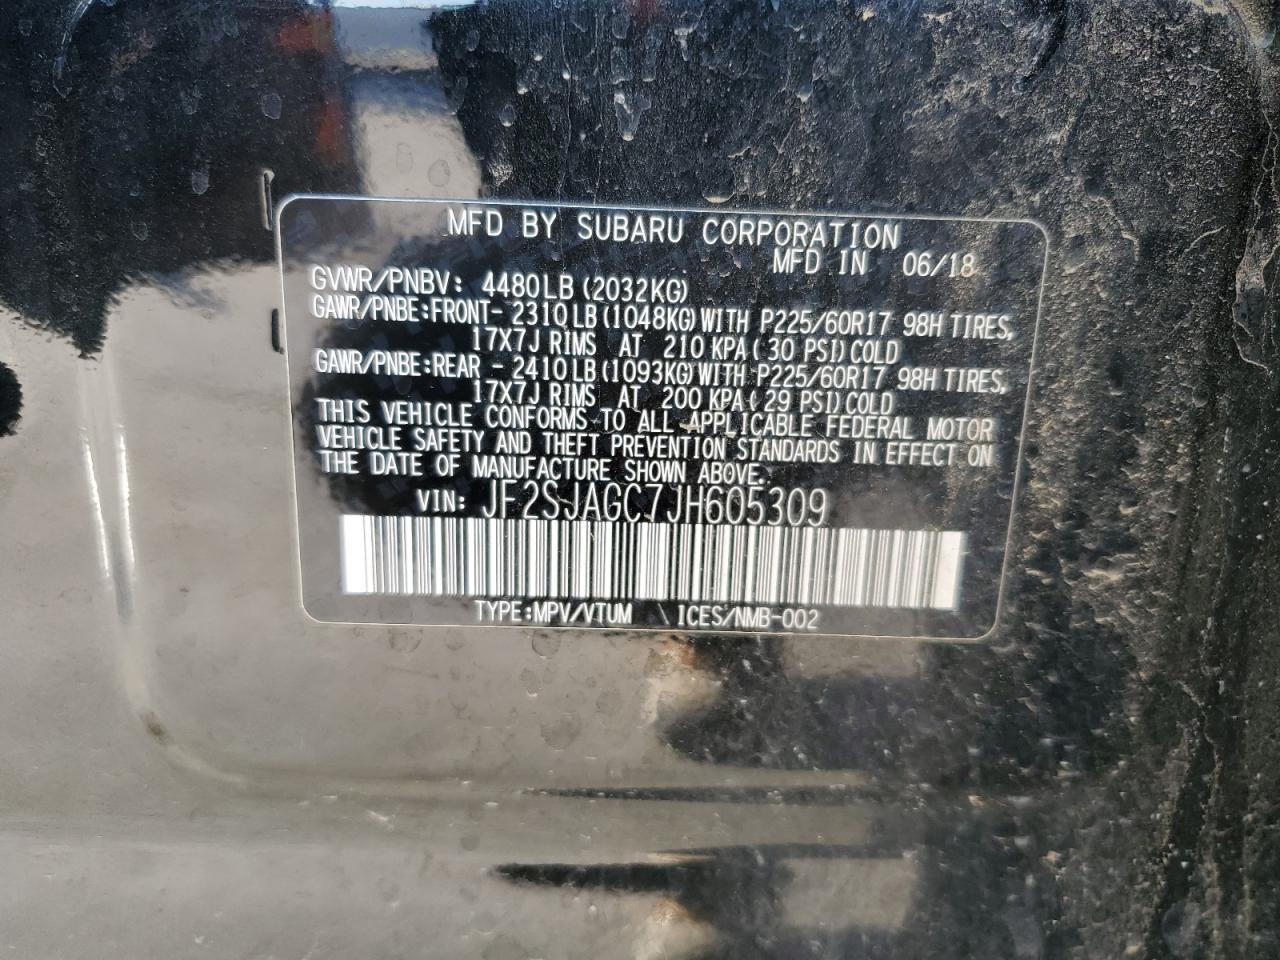 MFD BY SUBARU CORPORATION
MFD IN 06/18
GVWR/PNBV: 4480LB(2032KG)
GAWR/PNBE:FRONT- 2310LB(1048KG)WITH P225/60R17 98H TIRES,
17X7J RIMS AT 210 KPA(30 PSI)COLD
GAWR/PNBE:REAR - 2410LB(1093KG)WITH P225/60R17 98H TIRES,
17X7J RIMS AT 200 KPA(29 PSI)COLD
THIS VEHICLE CONFORMS TO ALL APPLICABLE FEDERAL MOTOR
VEHICLE SAFETY AND THEFT PREVENTION STANDARDS IN EFFECT ON
THE DATE OF MANUFACTURE SHOWN ABOVE.
VIN: JF2SJAGC7JH605309
TYPE:MPV/VTUM ICES/NMB-002